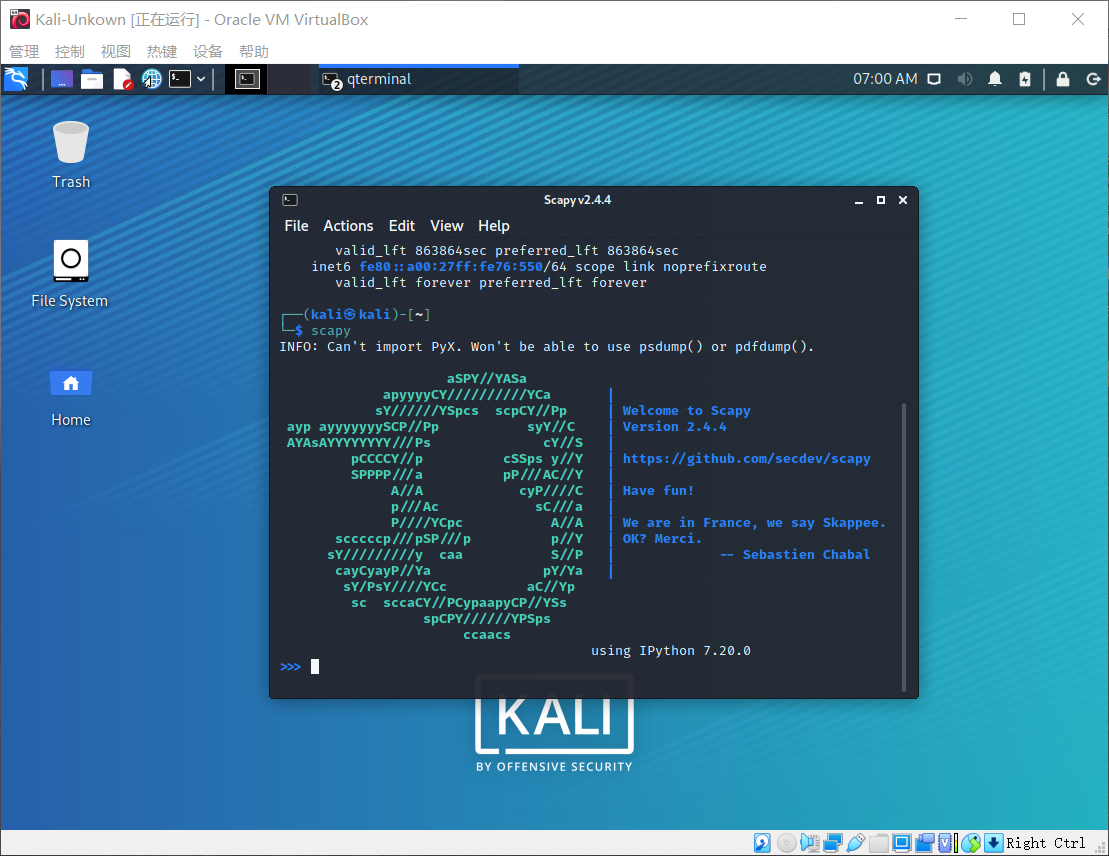 Kali-Unkown [正在运行] - Oracle VM VirtualBox
管理 控制 视图 热键 设备 帮助
2 qterminal 07:00 AM
Trash
File System
Home
Scapy v2.4.4
File Actions Edit View Help
valid_lft 863864sec preferred_lft 863864sec
inet6 fe80::a00:27ff:fe76:550/64 scope link noprefixroute
valid_lft forever preferred_lft forever
┌──(kali㉿kali)-[~]
└─$ scapy
INFO: Can't import PyX. Won't be able to use psdump() or pdfdump().
                     aSPY//YASa
             apyyyyCY//////////YCa       |
            sY//////YSpcs  scpCY//Pp     | Welcome to Scapy
 ayp ayyyyyyySCP//Pp           syY//C    | Version 2.4.4
 AYAsAYYYYYYYY///Ps              cY//S   |
         pCCCCY//p          cSSps y//Y   | https://github.com/secdev/scapy
         SPPPP///a          pP///AC//Y   |
              A//A            cyP////C   | Have fun!
              p///Ac            sC///a   |
              P////YCpc           A//A   | We are in France, we say Skappee.
       scccccp///pSP///p          p//Y   | OK? Merci.
      sY/////////y  caa           S//P   |             -- Sebastien Chabal
       cayCyayP//Ya              pY/Ya   |
        sY/PsY////YCc          aC//Yp
         sc  sccaCY//PCypaapyCP//YSs
                  spCPY//////YPSps
                       ccaacs
using IPython 7.20.0
>>>
KALI
BY OFFENSIVE SECURITY
V Right Ctrl